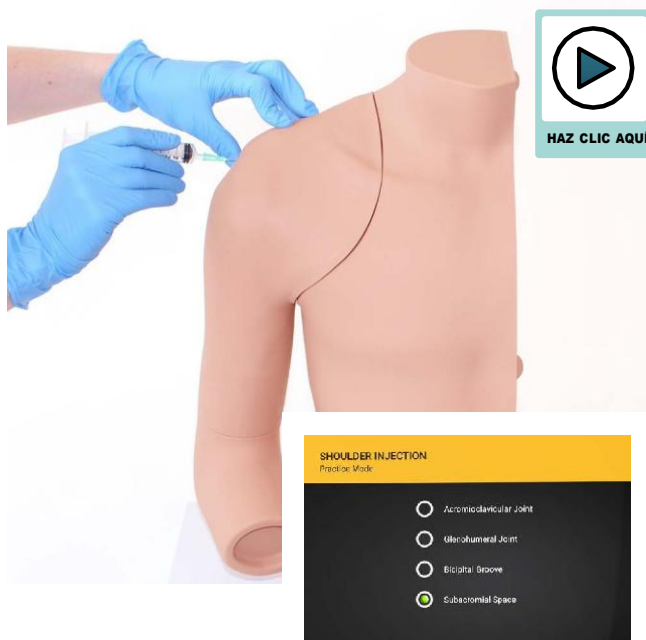 HAZ CLIC AQUÍ
SHOULDER INJECTION
Practice Mode
Acromioclavicular Joint
Glenohumeral Joint
Bicipital Groove
Subacromial Space